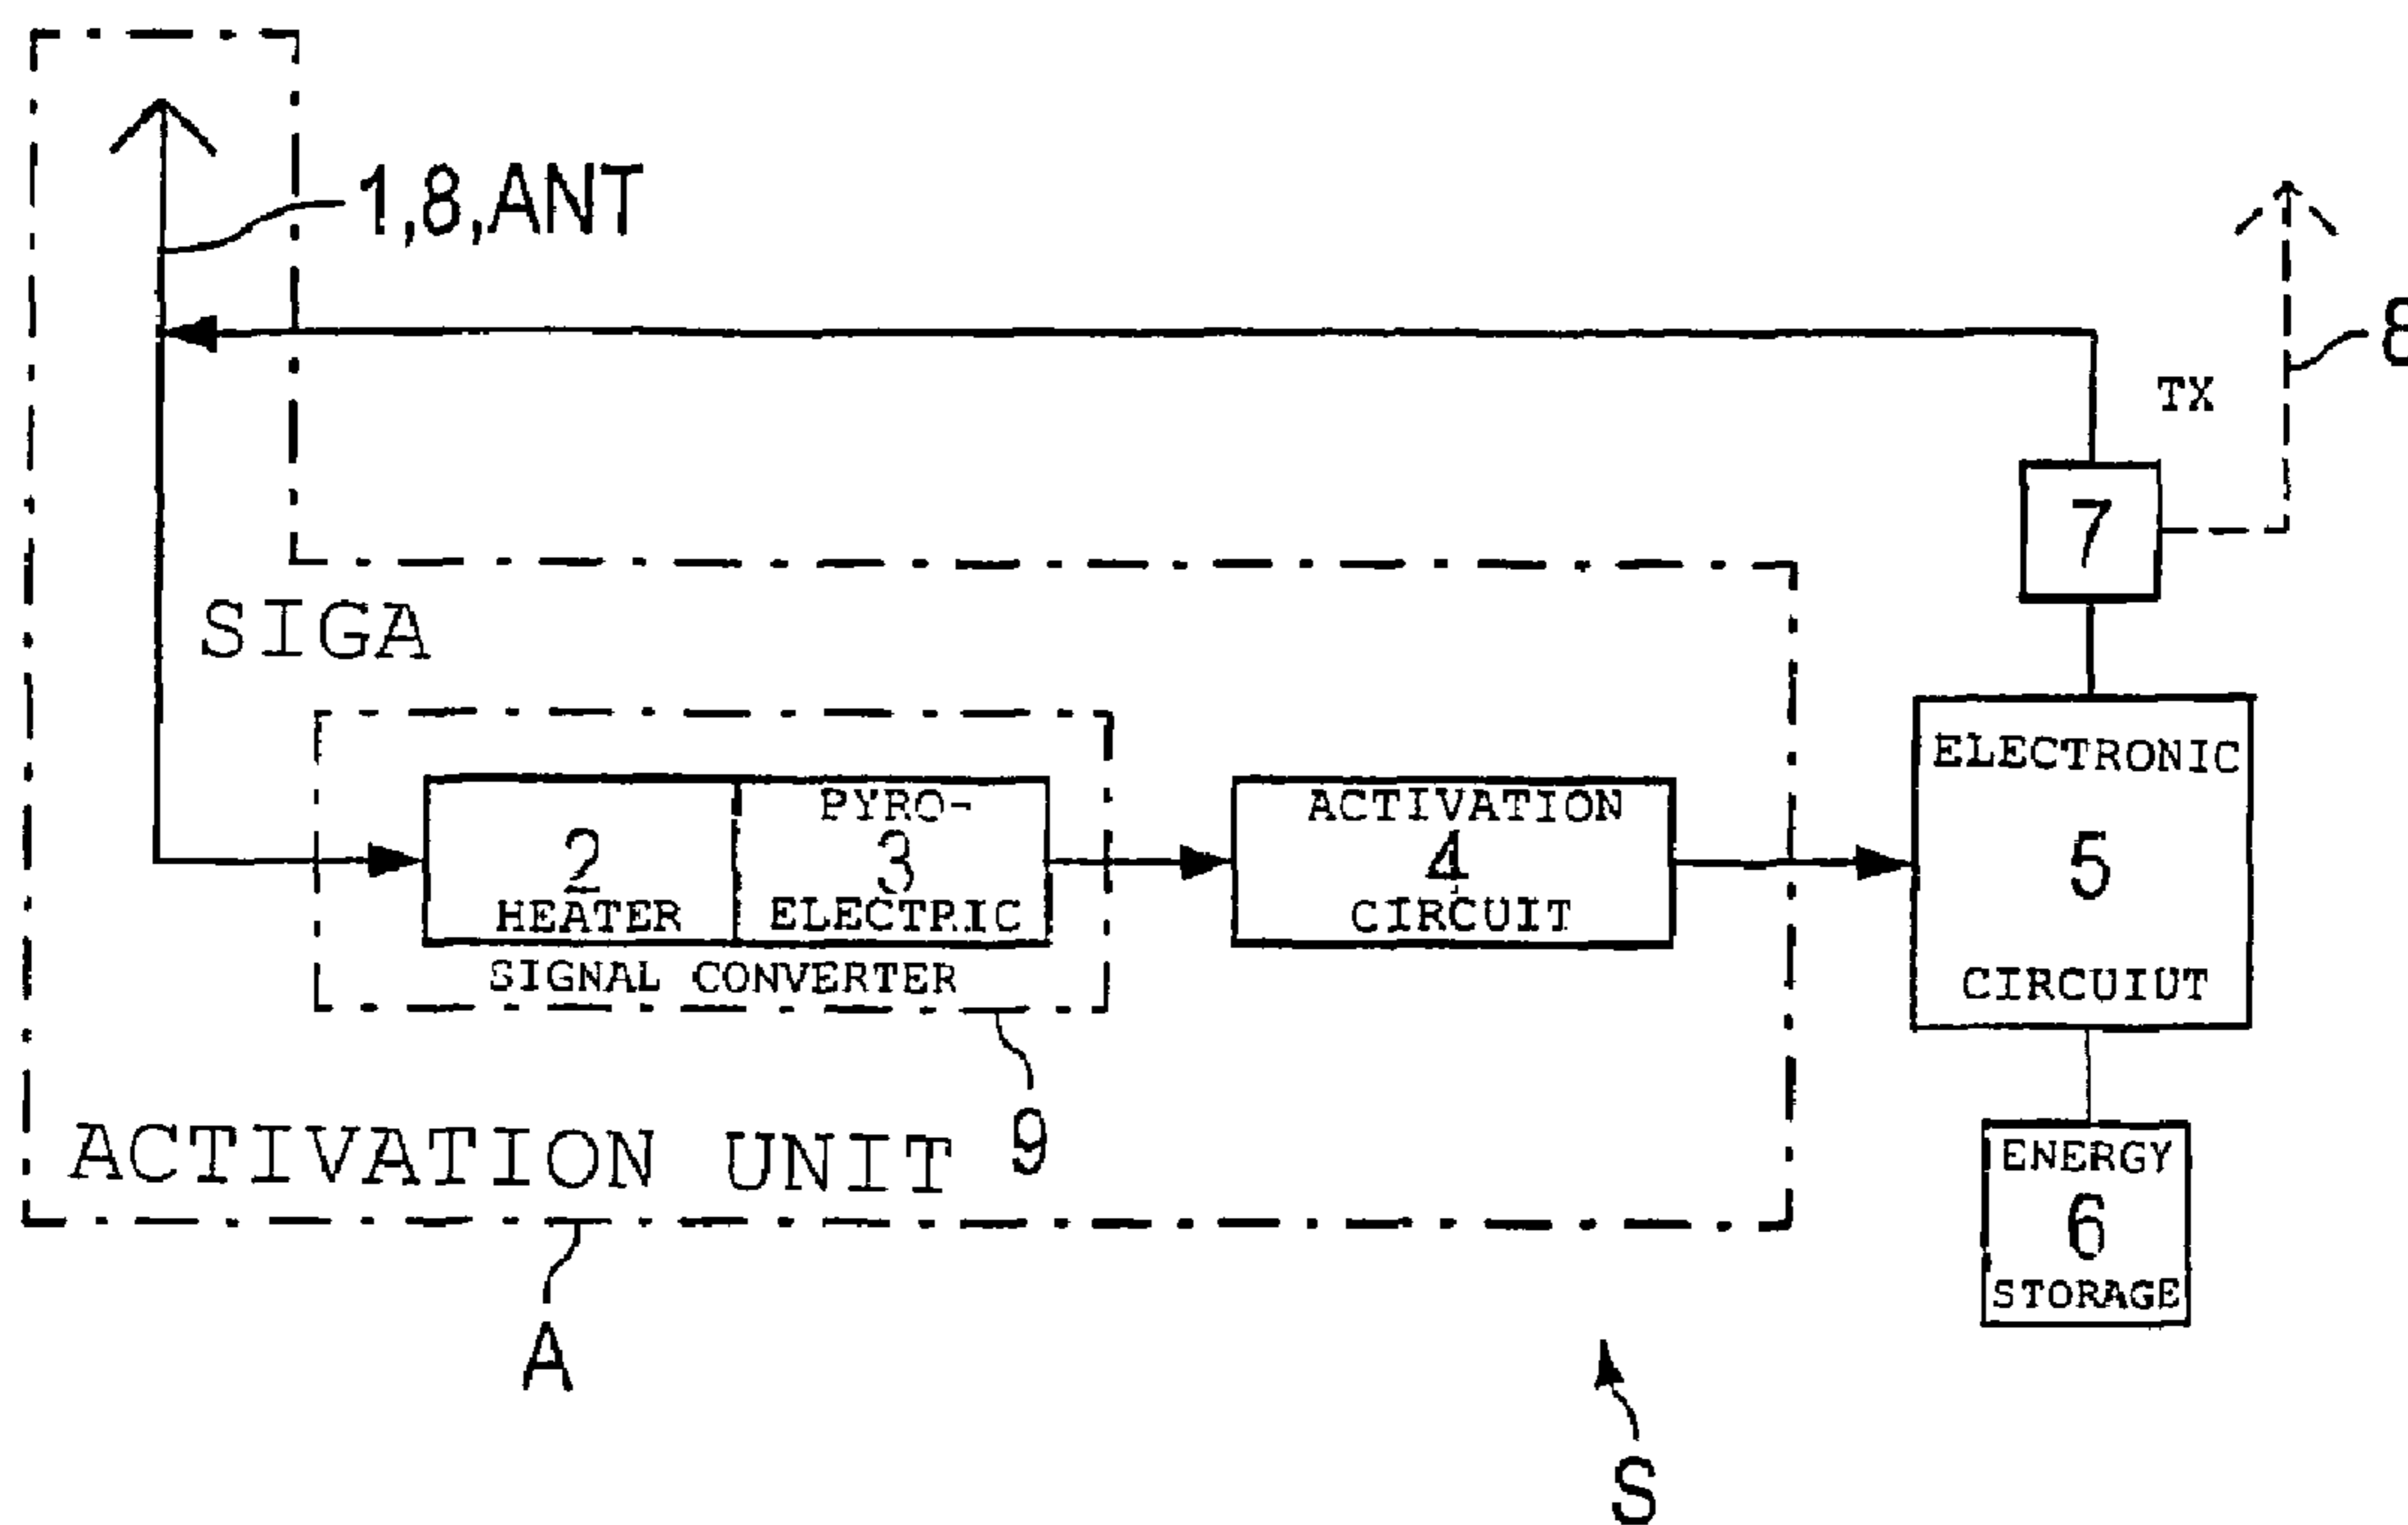 1,8,ANT
8
TX
7
SIGA
PYRO-
2
3
HEATER
ELECTRIC
SIGNAL CONVERTER
ACTIVATION
4
CIRCUIT
ELECTRONIC
5
CIRCUIUT
ACTIVATION UNIT
9
ENERGY
6
STORAGE
A
S